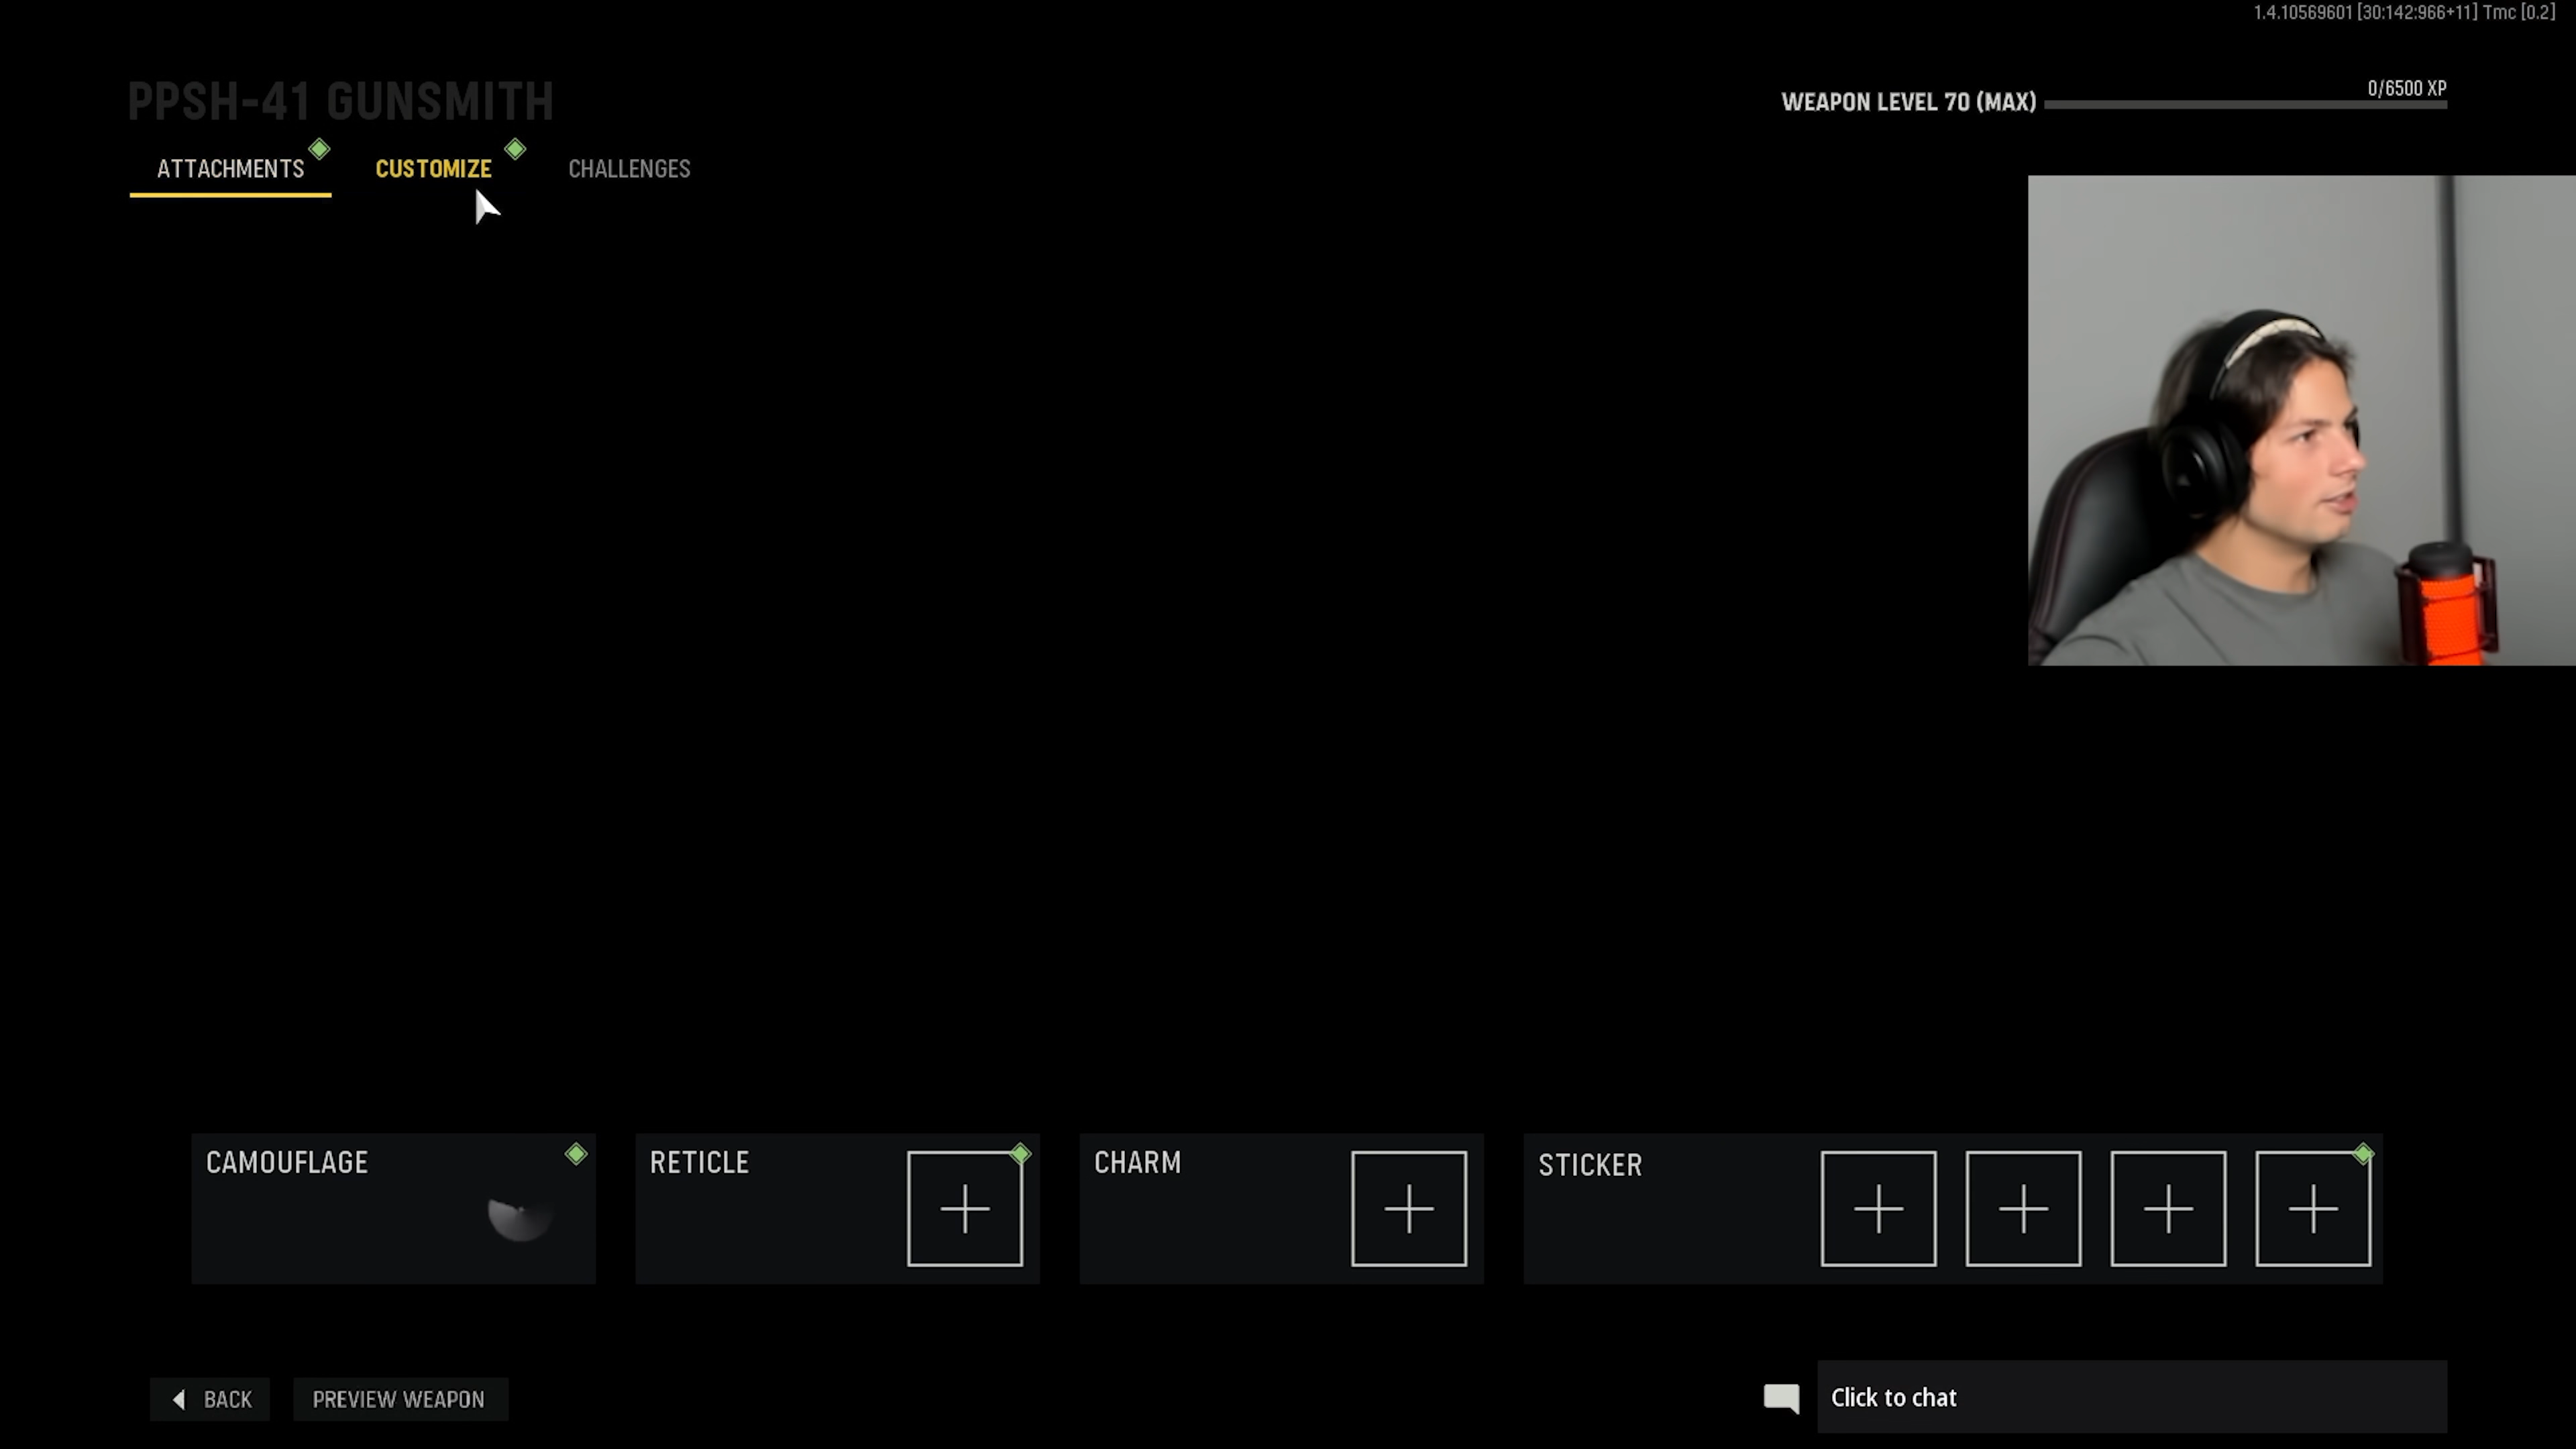 1.4.10569601 [30:142:966+11] Tmc [0.2]
PPSH-41 GUNSMITH
WEAPON LEVEL 70 (MAX)
0/6500 XP
ATTACHMENTS
CUSTOMIZE
CHALLENGES
CAMOUFLAGE
RETICLE
CHARM
STICKER
BACK
PREVIEW WEAPON
Click to chat